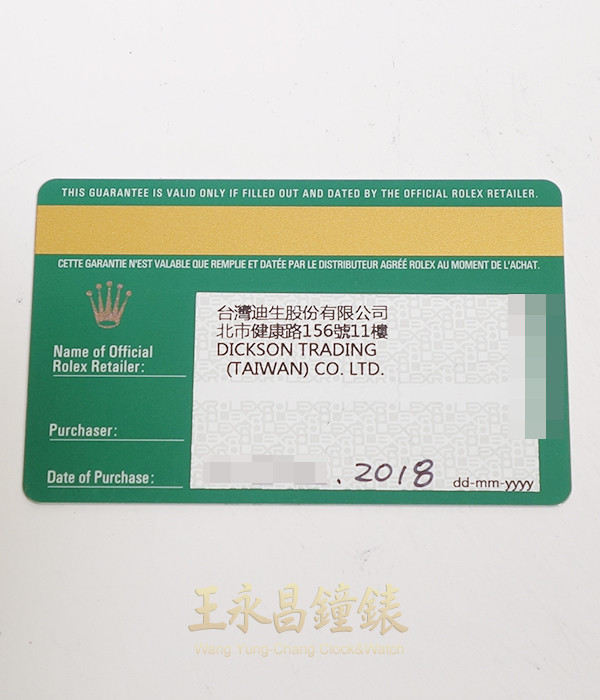 THIS GUARANTEE IS VALID ONLY IF FILLED OUT AND DATED BY THE OFFICIAL ROLEX RETAILER.
CETTE GARANTIE N'EST VALABLE QUE REMPLIE ET DATÉE PAR LE DISTRIBUTEUR AGRÉÉ ROLEX AU MOMENT DE L'ACHAT.
台灣迪生股份有限公司
北市健康路156號11樓
Name of Official
Rolex Retailer:
DICKSON TRADING
(TAIWAN) CO. LTD.
Purchaser:
Date of Purchase:
. 2018
dd-mm-yyyy
王永昌鐘錶
Wang Yung-Chang Clock&Watch